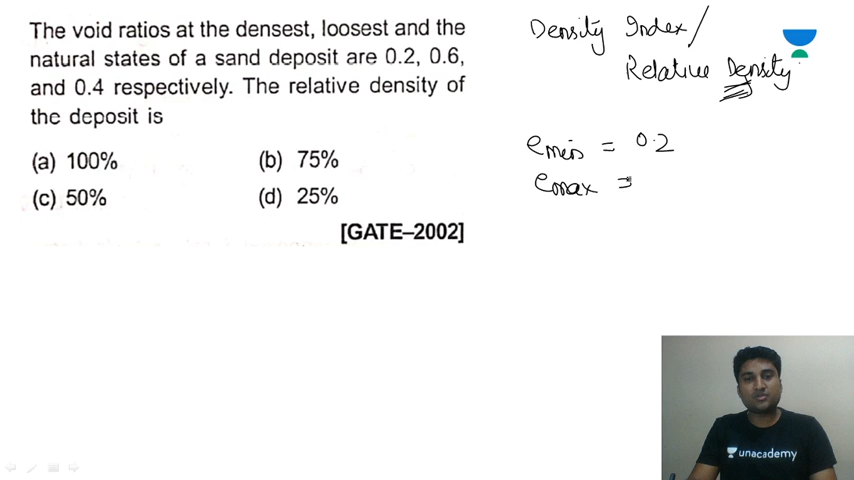 The void ratios at the densest, loosest and the
natural states of a sand deposit are 0.2, 0.6,
and 0.4 respectively. The relative density of
the deposit is
(a) 100%
(b) 75%
(c) 50%
(d) 25%
[GATE–2002]
Density Index/
Relative Density
emin = 0.2
emax =
unacademy